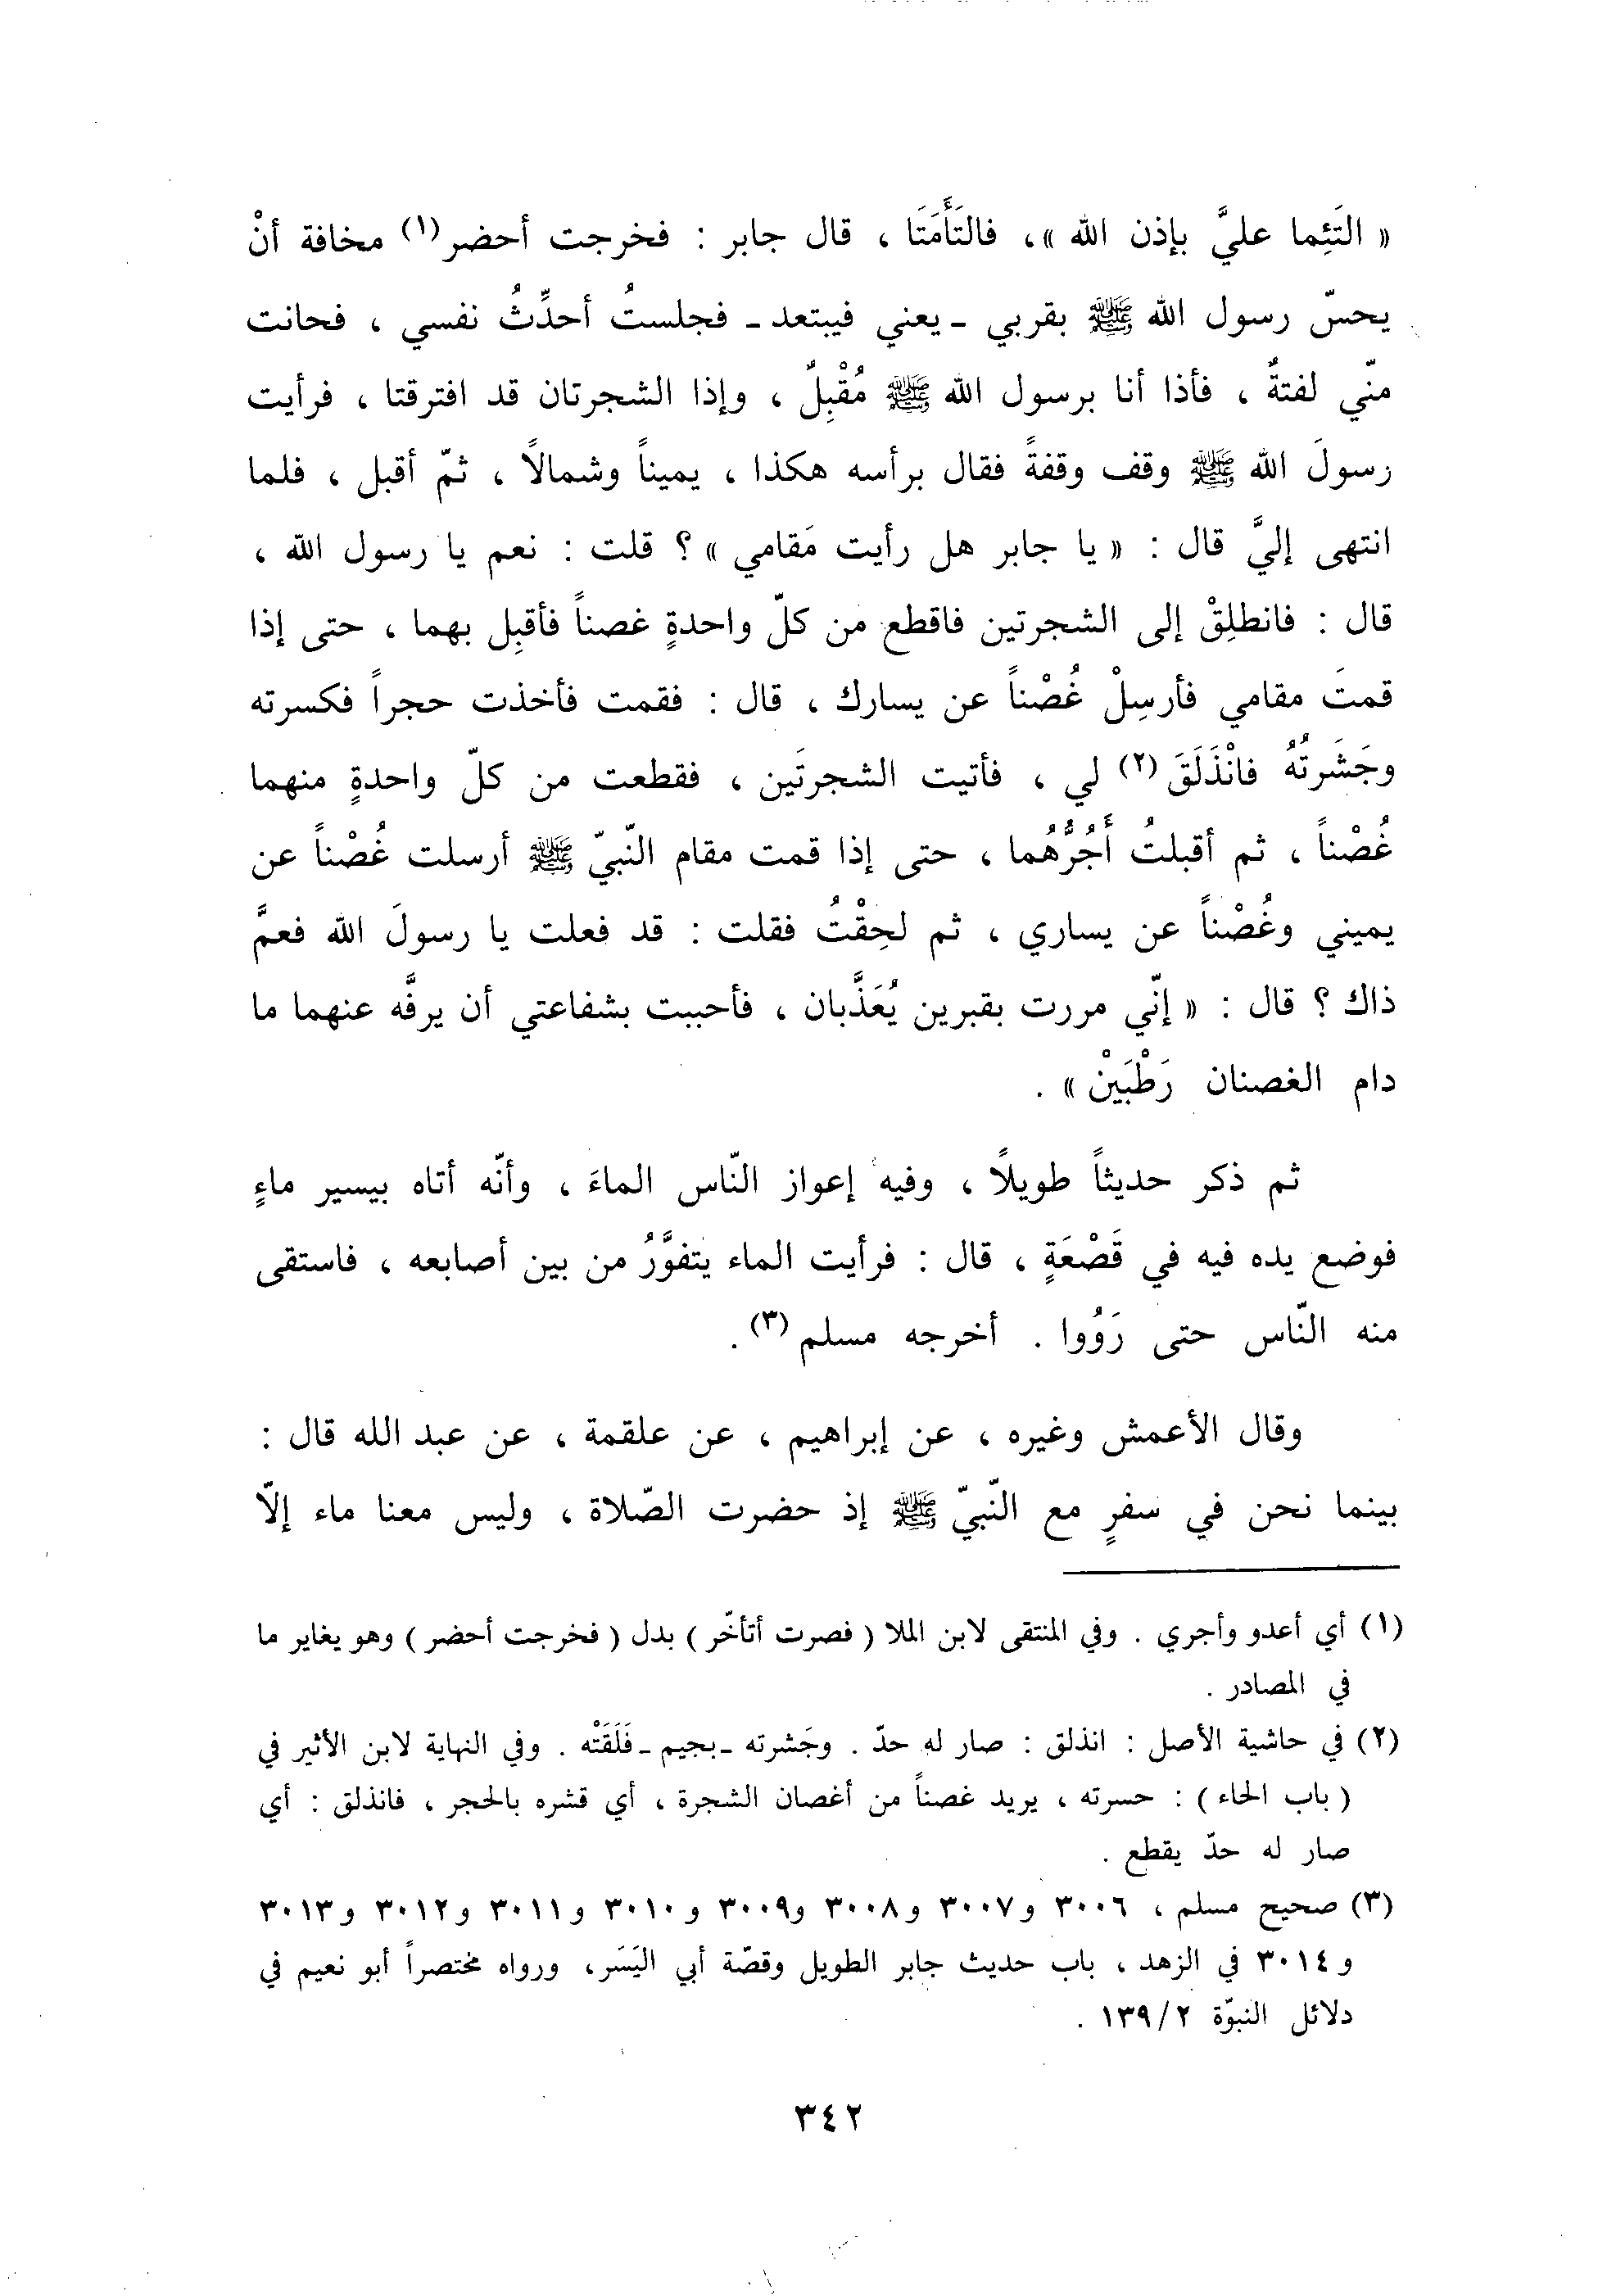 « التَئِما عليَّ بإذن الله »، فالتَأَمَتَا ، قال جابر : فخرجت أحضر(١) مخافة أنْ
يحسّ رسول الله ﷺ بقربي ـ يعني فيبتعد ـ فجلستُ أحدِّثُ نفسي ، فحانت
منّي لفتةٌ ، فأذا أنا برسول الله ﷺ مُقْبِلٌ ، وإذا الشجرتان قد افترقتا ، فرأيت
رسولَ الله ﷺ وقف وقفةً فقال برأسه هكذا ، يميناً وشمالاً ، ثمّ أقبل ، فلما
انتهى إليَّ قال : « يا جابر هل رأيت مَقامي » ؟ قلت : نعم يا رسول الله ،
قال : فانطلِقْ إلى الشجرتين فاقطع من كلّ واحدةٍ غصناً فأقبِل بهما ، حتى إذا
قمتَ مقامي فأرسِلْ غُصْناً عن يسارك ، قال : فقمت فأخذت حجراً فكسرته
وجَشَرتُهُ فانْذَلَقَ (٢) لي ، فأتيت الشجرتَين ، فقطعت من كلّ واحدةٍ منهما
غُصْناً ، ثم أقبلتُ أَجُرُّهُما ، حتى إذا قمت مقام النّبيّ ﷺ أرسلت غُصْناً عن
يميني وغُصْناً عن يساري ، ثم لحِقْتُ فقلت : قد فعلت يا رسولَ الله فعمَّ
ذاك ؟ قال : « إنّي مررت بقبرين يُعَذَّبان ، فأحببت بشفاعتي أن يرفَّه عنهما ما
دام الغصنان رَطْبَيْنْ » .
ثم ذكر حديثاً طويلاً ، وفيه إعواز النّاس الماءَ ، وأنّه أتاه بيسير ماءٍ
فوضع يده فيه في قَصْعَةٍ ، قال : فرأيت الماء يتفوَّرُ من بين أصابعه ، فاستقى
منه النّاس حتى رَوُوا . أخرجه مسلم (٣) .
وقال الأعمش وغيره ، عن إبراهيم ، عن علقمة ، عن عبد الله قال :
بينما نحن في سفرٍ مع النّبيّ ﷺ إذ حضرت الصّلاة ، وليس معنا ماء إلاّ
(١) أي أعدو وأجري . وفي المنتقى لابن الملا ( فصرت أتأخّر ) بدل ( فخرجت أحضر ) وهو يغاير ما
في المصادر .
(٢) في حاشية الأصل : انذلق : صار له حدّ . وجَشرته ـ بجيم ـ فَلَقَتْه . وفي النهاية لابن الأثير في
( باب الحاء ) : حسرته ، يريد غصناً من أغصان الشجرة ، أي قشره بالحجر ، فانذلق : أي
صار له حدّ يقطع .
(٣) صحيح مسلم ، ٣٠٠٦ و٣٠٠٧ و٣٠٠٨ و٣٠٠٩ و٣٠١٠ و٣٠١١ و٣٠١٢ و٣٠١٣
و٣٠١٤ في الزهد ، باب حديث جابر الطويل وقصّة أبي اليَسَر، ورواه مختصراً أبو نعيم في
دلائل النبوّة ٢/ ١٣٩ .
٣٤٢